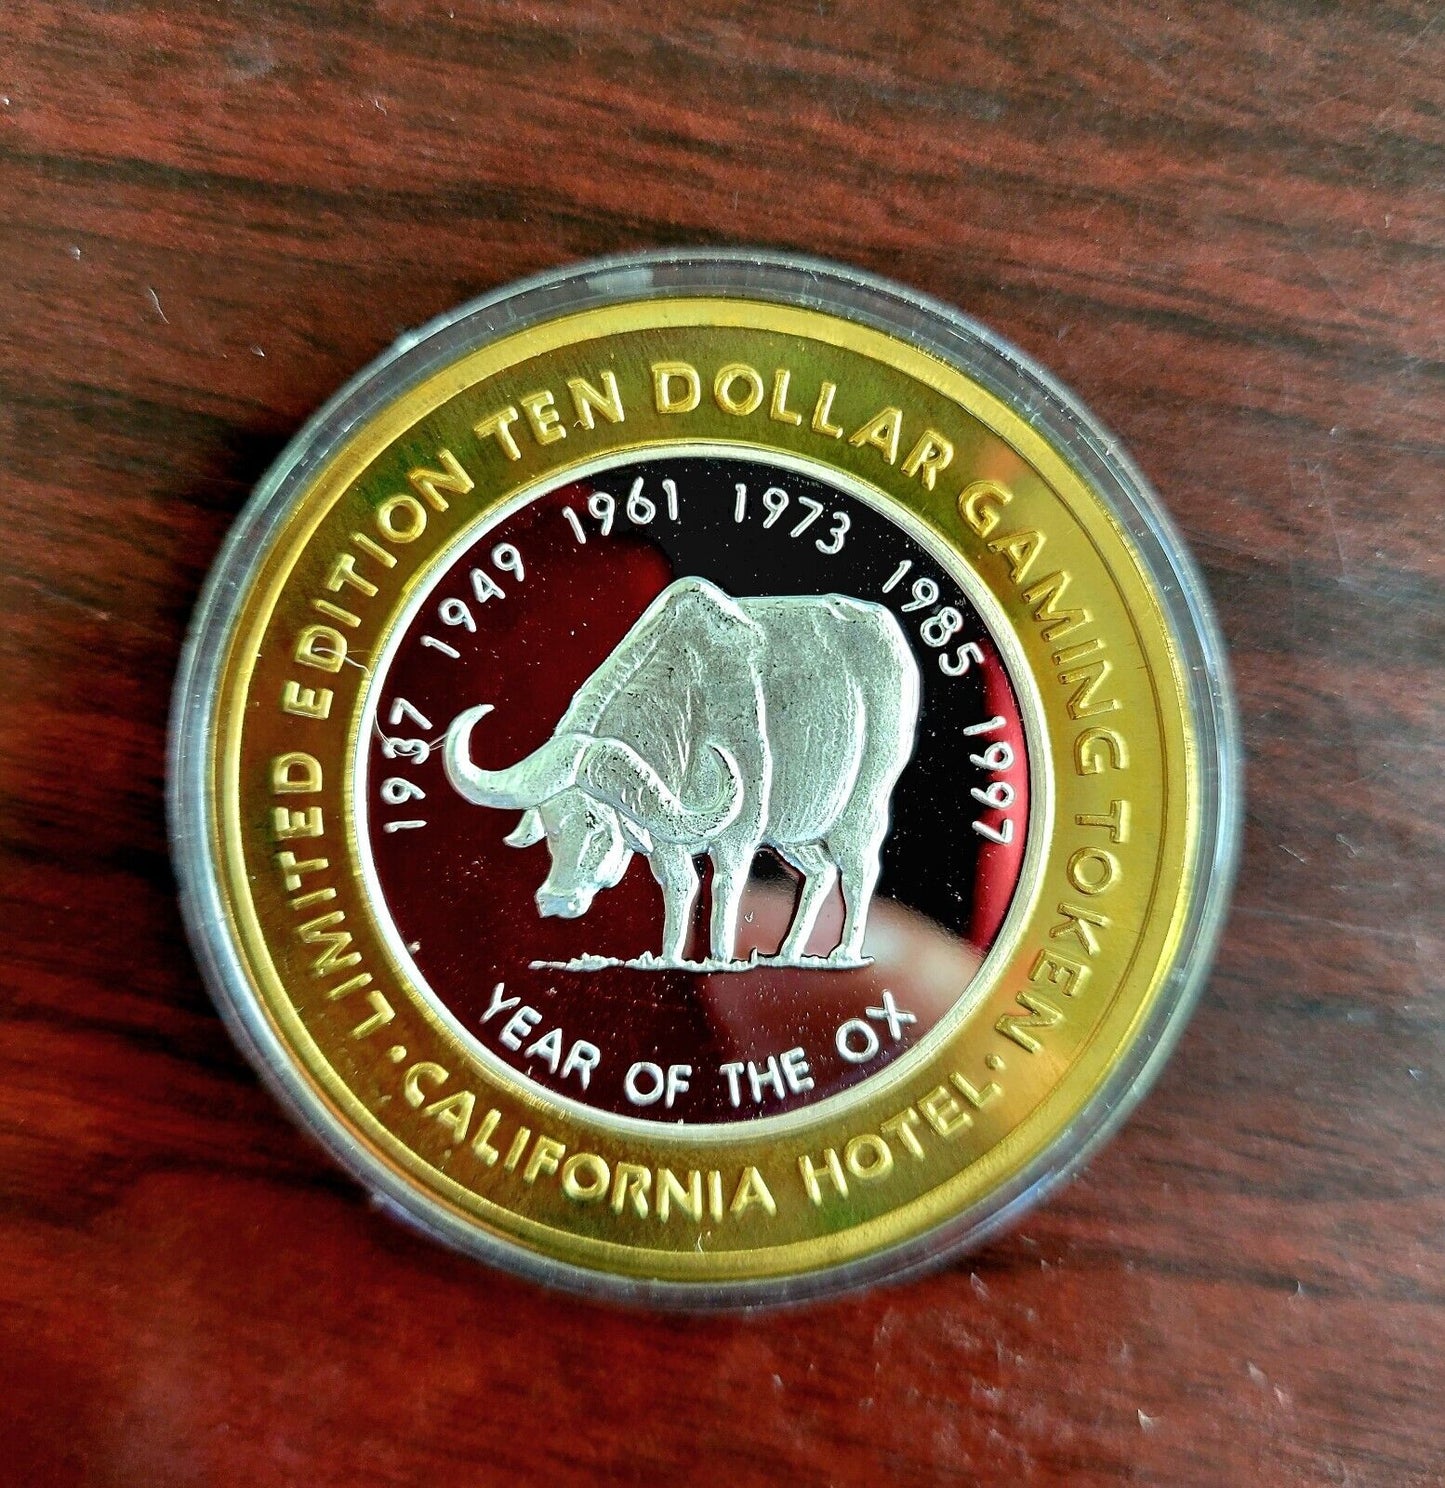 LIMITED EDITION TEN DOLLAR GAMING TOKEN
· CALIFORNIA HOTEL ·
1937 1949 1961 1973 1985 1997
YEAR OF THE OX